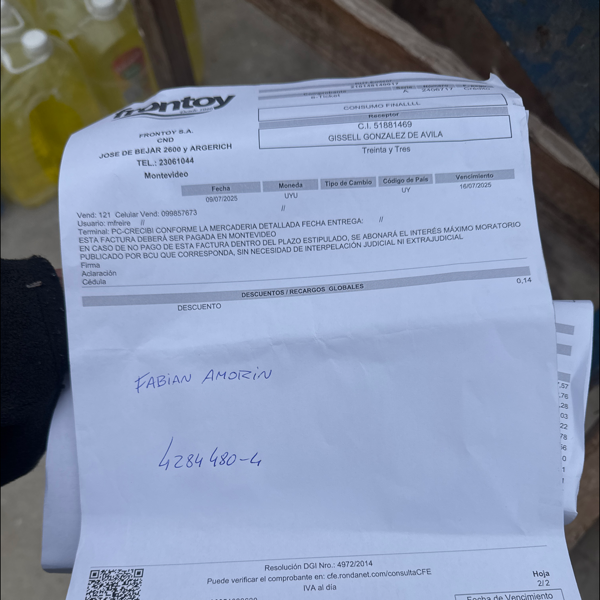 frontoy
FRONTOY S.A.
CND
JOSE DE BEJAR 2600 y ARGERICH
TEL.: 23061044
Montevideo
e-Ticket A
CONSUMO FINALLLL
Receptor
C.I. 51881469
GISSELL GONZALEZ DE AVILA
Treinta y Tres
Fecha Moneda Tipo de Cambio Código de País Vencimiento
09/07/2025 UYU UY 16/07/2025
Vend: 121 Celular Vend: 099857673 //
Usuario: mfreire //
Terminal: PC-CRECIBI CONFORME LA MERCADERIA DETALLADA FECHA ENTREGA: //
ESTA FACTURA DEBERÁ SER PAGADA EN MONTEVIDEO
EN CASO DE NO PAGO DE ESTA FACTURA DENTRO DEL PLAZO ESTIPULADO, SE ABONARÁ EL INTERÉS MÁXIMO MORATORIO
PUBLICADO POR BCU QUE CORRESPONDA, SIN NECESIDAD DE INTERPELACIÓN JUDICIAL NI EXTRAJUDICIAL
Firma
Aclaración
Cédula
DESCUENTOS / RECARGOS GLOBALES
DESCUENTO 0,14
FABIAN AMORIN
4284480-4
Resolución DGI Nro.: 4972/2014
Puede verificar el comprobante en: cfe.rondanet.com/consultaCFE
IVA al día
Hoja
2/2
Fecha de Vencimiento